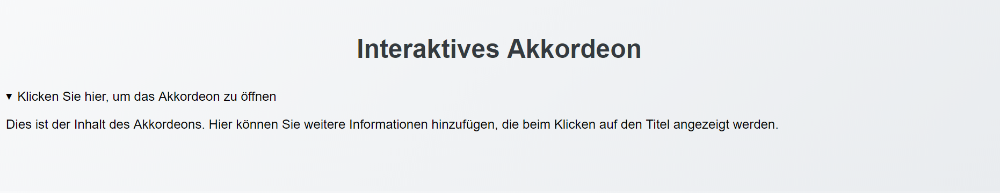 Interaktives Akkordeon
Klicken Sie hier, um das Akkordeon zu öffnen
Dies ist der Inhalt des Akkordeons. Hier können Sie weitere Informationen hinzufügen, die beim Klicken auf den Titel angezeigt werden.